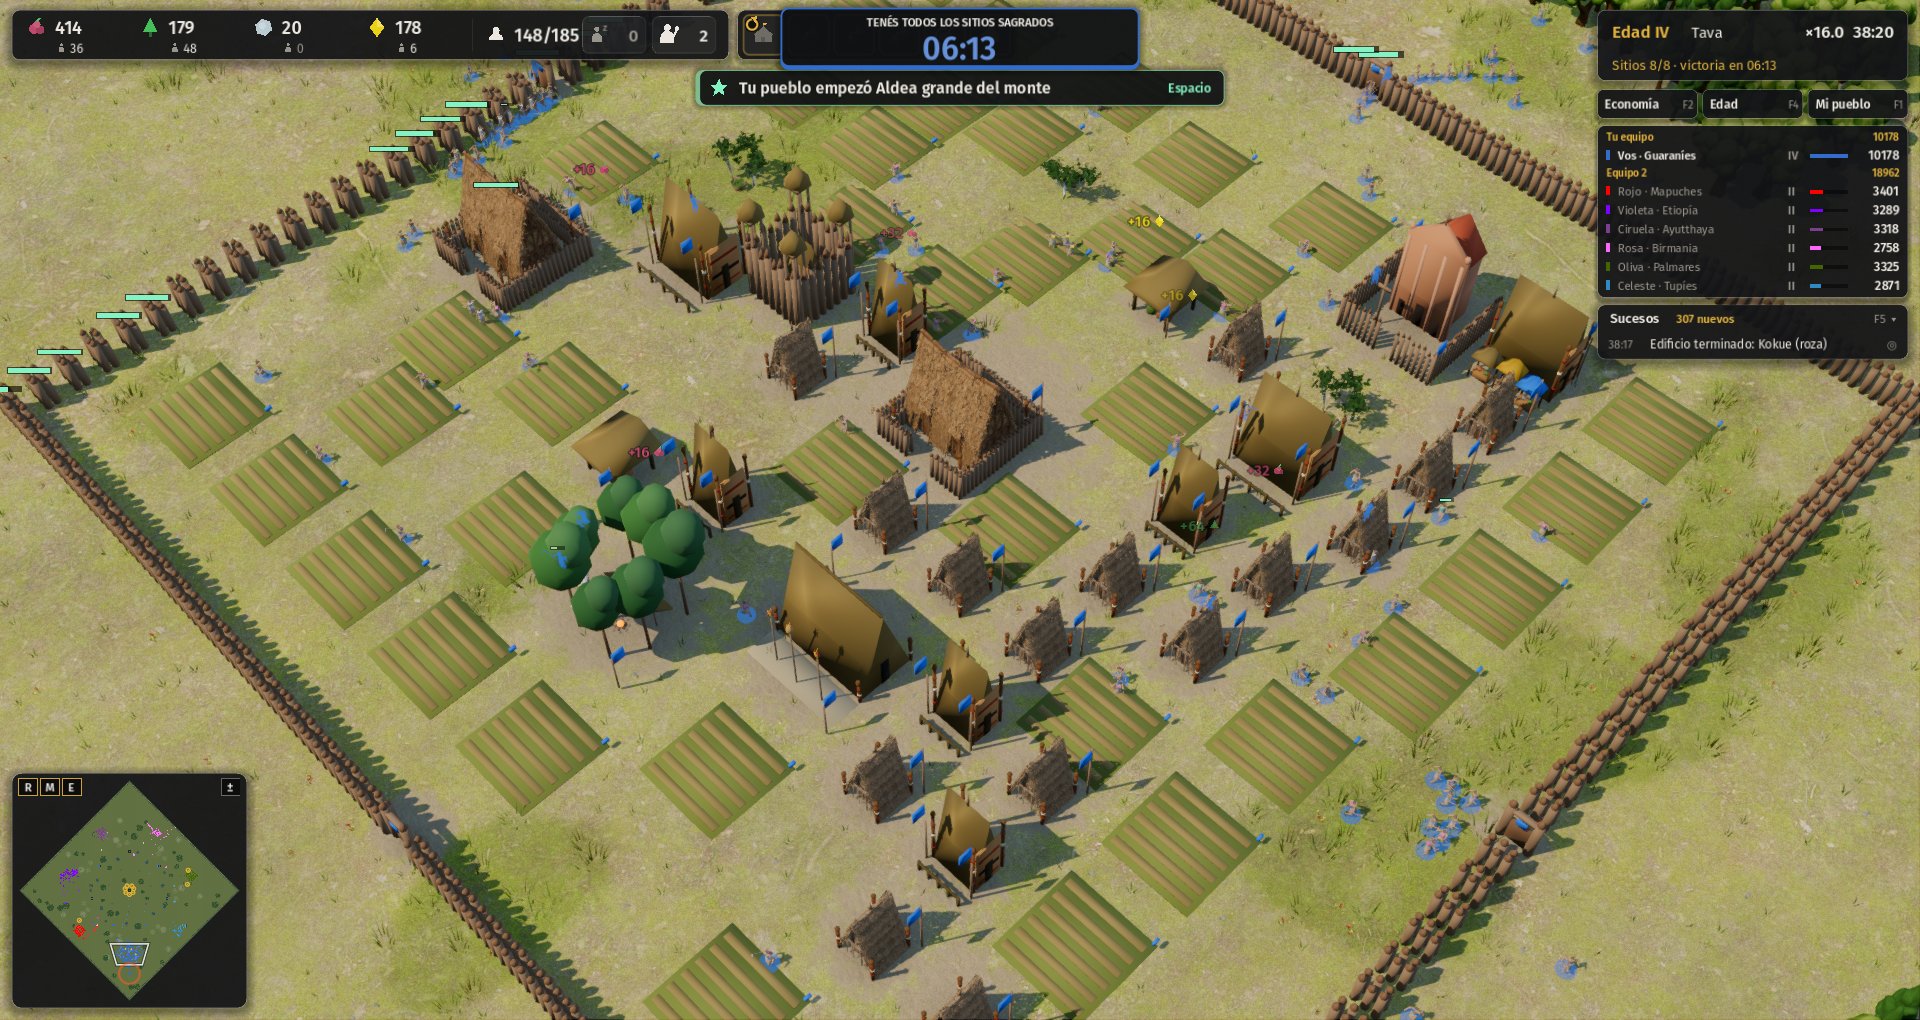 414
179
20
178
148/185
0
2
36
48
0
6
TENÉS TODOS LOS SITIOS SAGRADOS
06:13
Tu pueblo empezó Aldea grande del monte
Espacio
Edad IV Tava ×16.0 38:20
Sitios 8/8 · victoria en 06:13
Economía F2
Edad F4
Mi pueblo F1
Tu equipo 10178
Vos · Guaraníes IV 10178
Equipo 2 18962
Rojo · Mapuches II 3401
Violeta · Etiopía II 3289
Ciruela · Ayutthaya II 3318
Rosa · Birmania II 2758
Oliva · Palmares II 3325
Celeste · Tupíes II 2871
Sucesos 307 nuevos F5
38:17 Edificio terminado: Kokue (roza)
+16
+16
+16
+16
+32
R M E
±